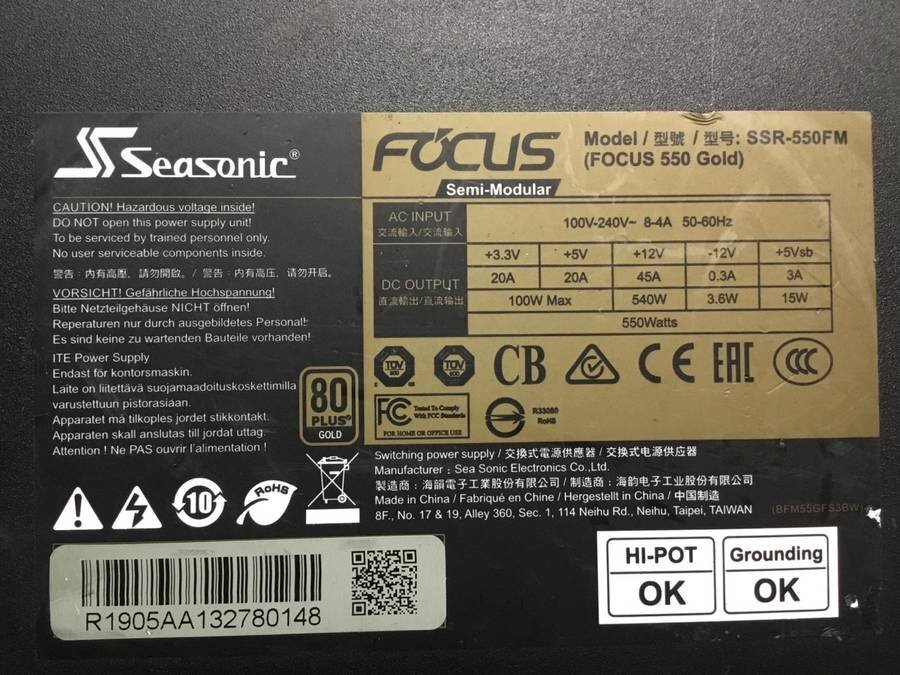 SEASONIC®
CAUTION! Hazardous voltage inside!
DO NOT open this power supply unit!
To be serviced by trained personnel only.
No user serviceable components inside.
警告：内有高壓，請勿開啟。/ 警告：内有高压，请勿开启。
VORSICHT! Gefährliche Hochspannung!
Bitte Netzteilgehäuse NICHT öffnen!
Reperaturen nur durch ausgebildetes Personal!
Es sind keine zu wartenden Bauteile vorhanden!
ITE Power Supply
Endast för kontorsmaskin.
Laite on liitettävä suojamaadoituskoskettimilla
varustettuun pistorasiaan.
Apparatet må tilkoples jordet stikkontakt.
Apparaten skall anslutas till jordat uttag.
Attention ! Ne PAS ouvrir l'alimentation !
80
PLUS®
GOLD
10
RoHS
R1905AA132780148
FOCUS
Semi-Modular
Model / 型號 / 型号: SSR-550FM
(FOCUS 550 Gold)
AC INPUT
交流輸入/交流输入
100V-240V~ 8-4A 50-60Hz
DC OUTPUT
直流輸出/直流输出
+3.3V +5V +12V -12V +5Vsb
20A 20A 45A 0.3A 3A
100W Max 540W 3.6W 15W
550Watts
TÜV
TÜV
CB
CE
EAC
CCC
FC
Tested To Comply
With FCC Standards
FOR HOME OR OFFICE USE
R33080
RoHS
Switching power supply / 交換式電源供應器 / 交换式电源供应器
Manufacturer : Sea Sonic Electronics Co.,Ltd.
製造商：海韻電子工業股份有限公司 / 制造商：海韵电子工业股份有限公司
Made in China / Fabriqué en Chine / Hergestellt in China / 中国制造
8F., No. 17 & 19, Alley 360, Sec. 1, 114 Neihu Rd., Neihu, Taipei, TAIWAN
(BFM55GFS3BW)
HI-POT
OK
Grounding
OK